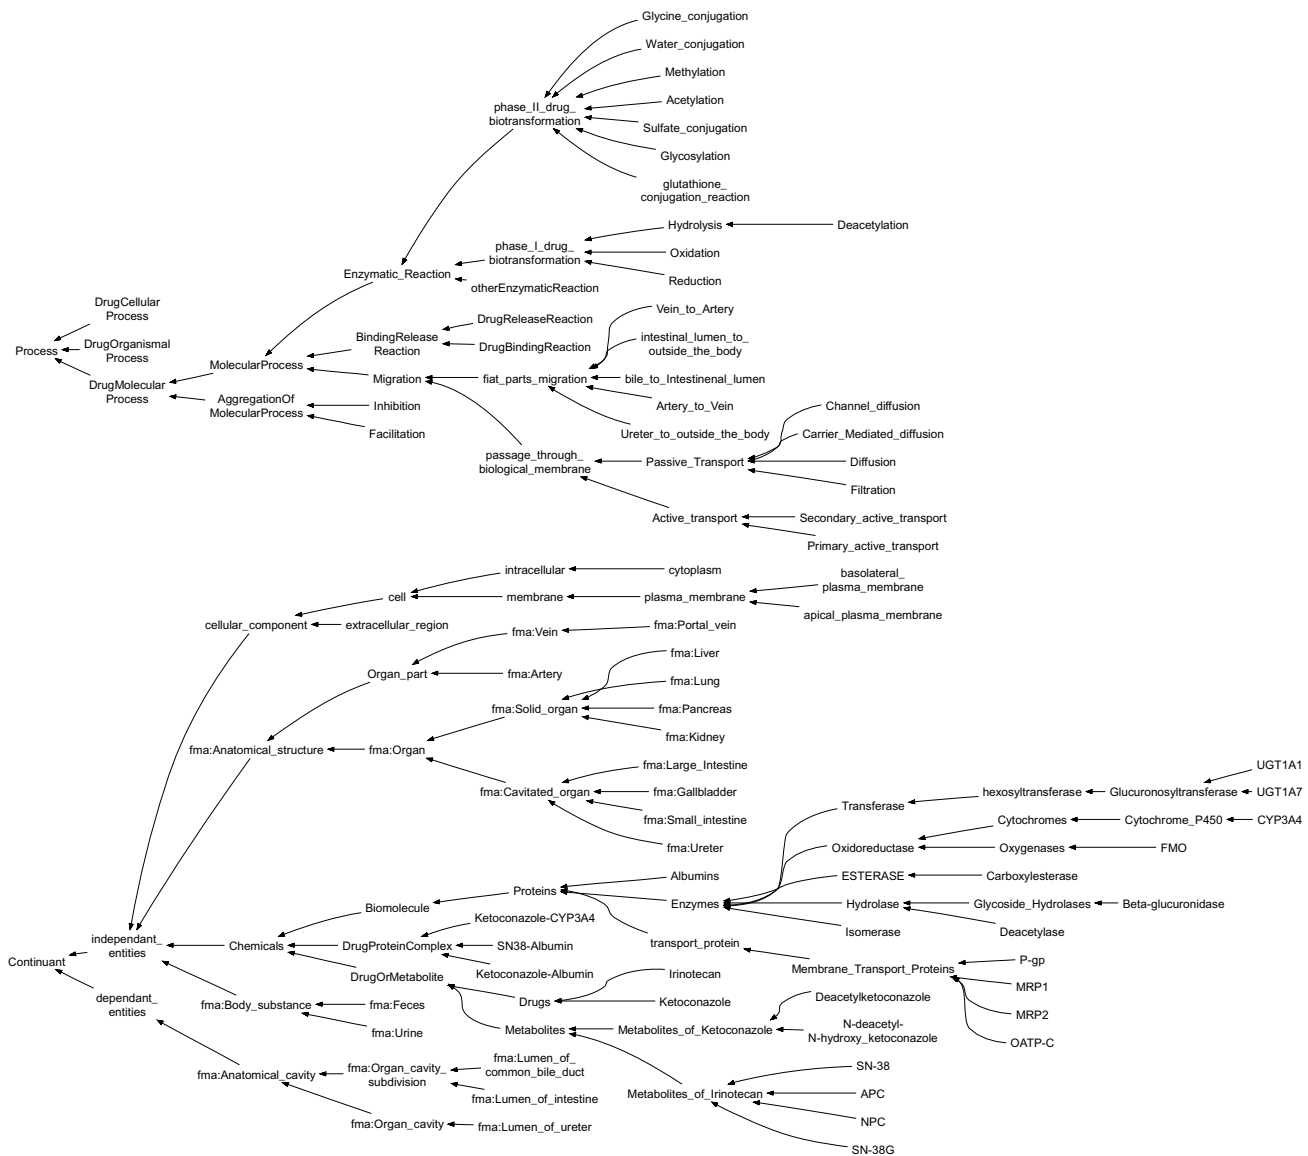 Glycine_conjugation
Water_conjugation
Methylation
phase_II_drug_
biotransformation
Acetylation
Sulfate_conjugation
Glycosylation
glutathione_
conjugation_reaction
Hydrolysis
Deacetylation
phase_I_drug_
biotransformation
Oxidation
Enzymatic_Reaction
Reduction
otherEnzymaticReaction
DrugCellular
Process
Vein_to_Artery
DrugReleaseReaction
Process
DrugOrganismal
Process
BindingRelease
Reaction
DrugBindingReaction
intestinal_lumen_to_
outside_the_body
MolecularProcess
DrugMolecular
Process
Migration
fiat_parts_migration
bile_to_Intestinenal_lumen
AggregationOf
MolecularProcess
Inhibition
Artery_to_Vein
Channel_diffusion
Facilitation
Ureter_to_outside_the_body
Carrier_Mediated_diffusion
passage_through_
biological_membrane
Passive_Transport
Diffusion
Filtration
Active_transport
Secondary_active_transport
Primary_active_transport
intracellular
cytoplasm
basolateral_
plasma_membrane
cell
membrane
plasma_membrane
apical_plasma_membrane
cellular_component
extracellular_region
fma:Vein
fma:Portal_vein
fma:Liver
Organ_part
fma:Artery
fma:Lung
fma:Solid_organ
fma:Pancreas
fma:Kidney
fma:Anatomical_structure
fma:Organ
fma:Large_Intestine
UGT1A1
fma:Cavitated_organ
fma:Gallbladder
hexosyltransferase
Glucuronosyltransferase
UGT1A7
Transferase
fma:Small_intestine
Cytochromes
Cytochrome_P450
CYP3A4
fma:Ureter
Oxidoreductase
Oxygenases
FMO
Albumins
ESTERASE
Carboxylesterase
Proteins
Enzymes
Hydrolase
Glycoside_Hydrolases
Beta-glucuronidase
Biomolecule
Ketoconazole-CYP3A4
Isomerase
Deacetylase
independant_
entities
Chemicals
DrugProteinComplex
SN38-Albumin
transport_protein
Continuant
DrugOrMetabolite
Ketoconazole-Albumin
Irinotecan
Membrane_Transport_Proteins
P-gp
MRP1
dependant_
entities
fma:Body_substance
fma:Feces
Drugs
Ketoconazole
Deacetylketoconazole
MRP2
fma:Urine
Metabolites
Metabolites_of_Ketoconazole
N-deacetyl-
N-hydroxy_ketoconazole
OATP-C
fma:Anatomical_cavity
fma:Organ_cavity_
subdivision
fma:Lumen_of_
common_bile_duct
SN-38
fma:Lumen_of_intestine
Metabolites_of_Irinotecan
APC
fma:Organ_cavity
fma:Lumen_of_ureter
NPC
SN-38G